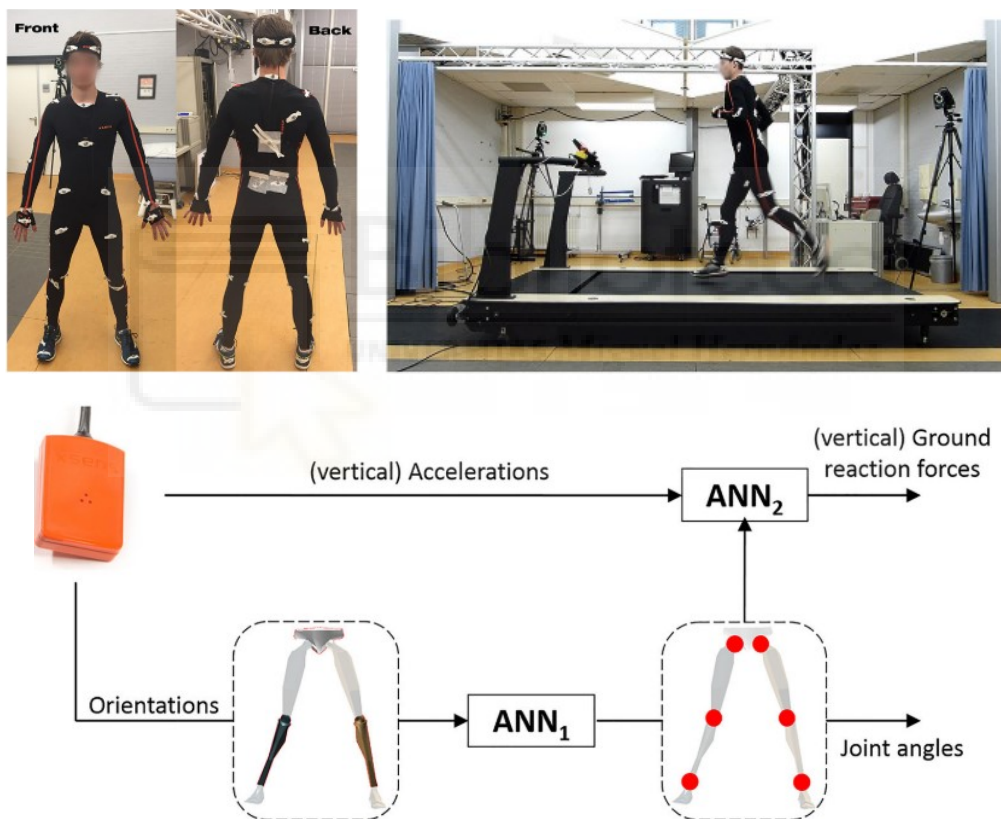 Front
Back
(vertical) Accelerations
(vertical) Ground
reaction forces
ANN₂
Orientations
ANN₁
Joint angles